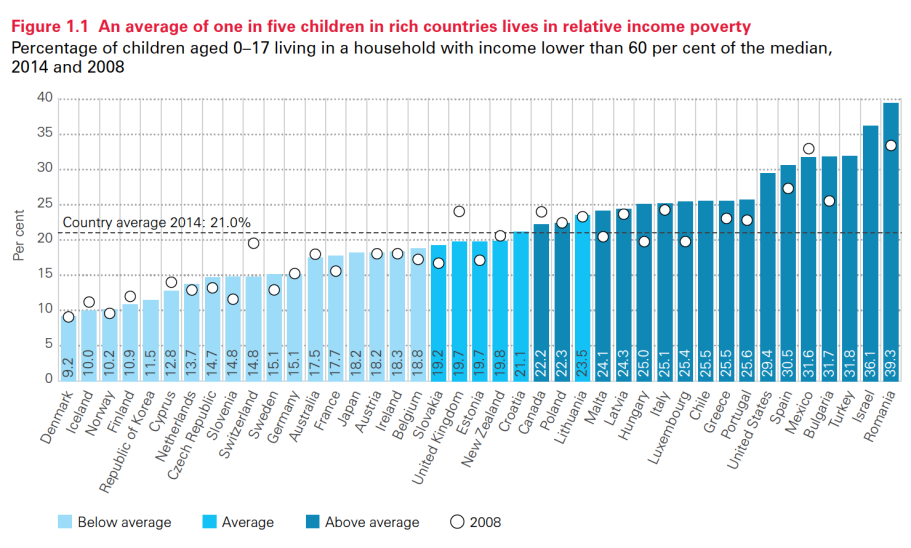 Figure 1.1 An average of one in five children in rich countries lives in relative income poverty
Percentage of children aged 0–17 living in a household with income lower than 60 per cent of the median,
2014 and 2008
Per cent
40
35
30
25
20
15
10
5
0
Country average 2014: 21.0%
9.2
10.0
10.2
10.9
11.5
12.8
13.7
14.7
14.8
14.8
15.1
15.1
17.5
17.7
18.2
18.2
18.3
18.8
19.2
19.7
19.7
19.8
21.1
22.2
22.3
23.5
24.1
24.3
25.0
25.1
25.4
25.5
25.5
25.6
29.4
30.5
31.6
31.7
31.8
36.1
39.3
Denmark
Iceland
Norway
Finland
Republic of Korea
Cyprus
Netherlands
Czech Republic
Slovenia
Switzerland
Sweden
Germany
Australia
France
Japan
Austria
Ireland
Belgium
Slovakia
United Kingdom
Estonia
New Zealand
Croatia
Canada
Poland
Lithuania
Malta
Latvia
Hungary
Italy
Luxembourg
Chile
Greece
Portugal
United States
Spain
Mexico
Bulgaria
Turkey
Israel
Romania
Below average
Average
Above average
2008